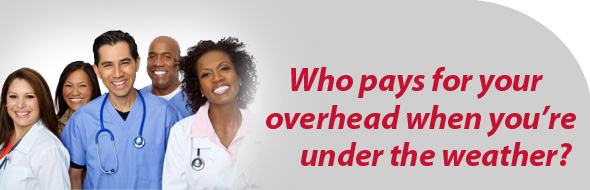 Who pays for your
overhead when you’re
under the weather?